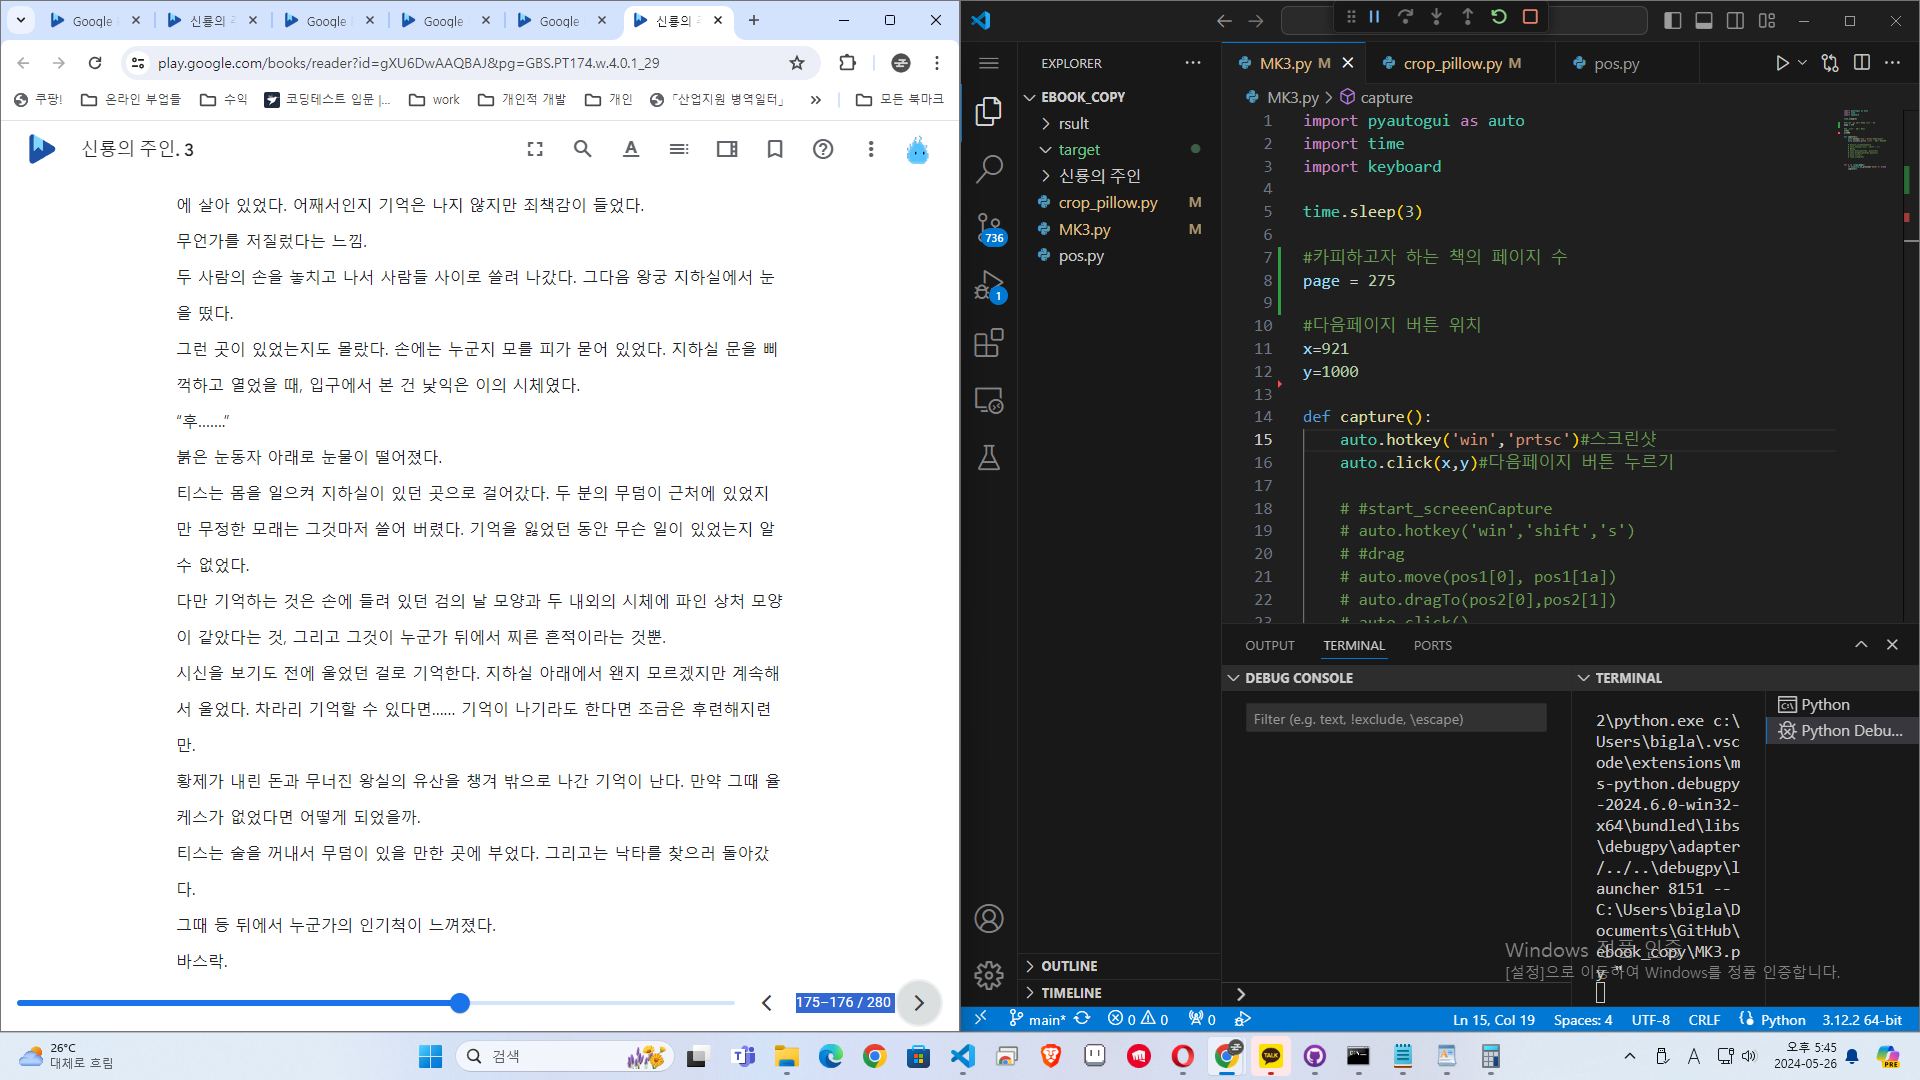 Google
신룡의 주
Google
Google
Google
신룡의 주
play.google.com/books/reader?id=gXU6DwAAQBAJ&pg=GBS.PT174.w.4.0.1_29
쿠팡!
온라인 부업들
수익
코딩테스트 입문 |...
work
개인적 개발
개인
「산업지원 병역일터」
»
모든 북마크
신룡의 주인. 3
에 살아 있었다. 어째서인지 기억은 나지 않지만 죄책감이 들었다.
무언가를 저질렀다는 느낌.
두 사람의 손을 놓치고 나서 사람들 사이로 쓸려 나갔다. 그다음 왕궁 지하실에서 눈
을 떴다.
그런 곳이 있었는지도 몰랐다. 손에는 누군지 모를 피가 묻어 있었다. 지하실 문을 삐
꺽하고 열었을 때, 입구에서 본 건 낯익은 이의 시체였다.
“후.......”
붉은 눈동자 아래로 눈물이 떨어졌다.
티스는 몸을 일으켜 지하실이 있던 곳으로 걸어갔다. 두 분의 무덤이 근처에 있었지
만 무정한 모래는 그것마저 쓸어 버렸다. 기억을 잃었던 동안 무슨 일이 있었는지 알
수 없었다.
다만 기억하는 것은 손에 들려 있던 검의 날 모양과 두 내외의 시체에 파인 상처 모양
이 같았다는 것, 그리고 그것이 누군가 뒤에서 찌른 흔적이라는 것뿐.
시신을 보기도 전에 울었던 걸로 기억한다. 지하실 아래에서 왠지 모르겠지만 계속해
서 울었다. 차라리 기억할 수 있다면...... 기억이 나기라도 한다면 조금은 후련해지련
만.
황제가 내린 돈과 무너진 왕실의 유산을 챙겨 밖으로 나간 기억이 난다. 만약 그때 율
케스가 없었다면 어떻게 되었을까.
티스는 술을 꺼내서 무덤이 있을 만한 곳에 부었다. 그리고는 낙타를 찾으러 돌아갔
다.
그때 등 뒤에서 누군가의 인기척이 느껴졌다.
바스락.
175–176 / 280
EXPLORER
EBOOK_COPY
rsult
target
신룡의 주인
crop_pillow.py M
MK3.py M
pos.py
736
1
OUTLINE
TIMELINE
MK3.py M
crop_pillow.py M
pos.py
MK3.py > capture
1 import pyautogui as auto
2 import time
3 import keyboard
4
5 time.sleep(3)
6
7 #카피하고자 하는 책의 페이지 수
8 page = 275
9
10 #다음페이지 버튼 위치
11 x=921
12 y=1000
13
14 def capture():
15 auto.hotkey('win','prtsc')#스크린샷
16 auto.click(x,y)#다음페이지 버튼 누르기
17
18 # #start_screeenCapture
19 # auto.hotkey('win','shift','s')
20 # #drag
21 # auto.move(pos1[0], pos1[1a])
22 # auto.dragTo(pos2[0],pos2[1])
23 # auto.click()
OUTPUT
TERMINAL
PORTS
DEBUG CONSOLE
Filter (e.g. text, !exclude, \escape)
TERMINAL
2\python.exe c:\
Users\bigla\.vsc
ode\extensions\m
s-python.debugpy
-2024.6.0-win32-
x64\bundled\libs
\debugpy\adapter
/../..\debugpy\l
auncher 8151 --
C:\Users\bigla\D
ocuments\GitHub\
ebook_copy\MK3.p
y "
Python
Python Debu...
Windows 정품 인증
[설정]으로 이동하여 Windows를 정품 인증합니다.
main*
0
0
0
Ln 15, Col 19
Spaces: 4
UTF-8
CRLF
Python
3.12.2 64-bit
26°C
대체로 흐림
검색
TALK
A
오후 5:45
2024-05-26
PRE